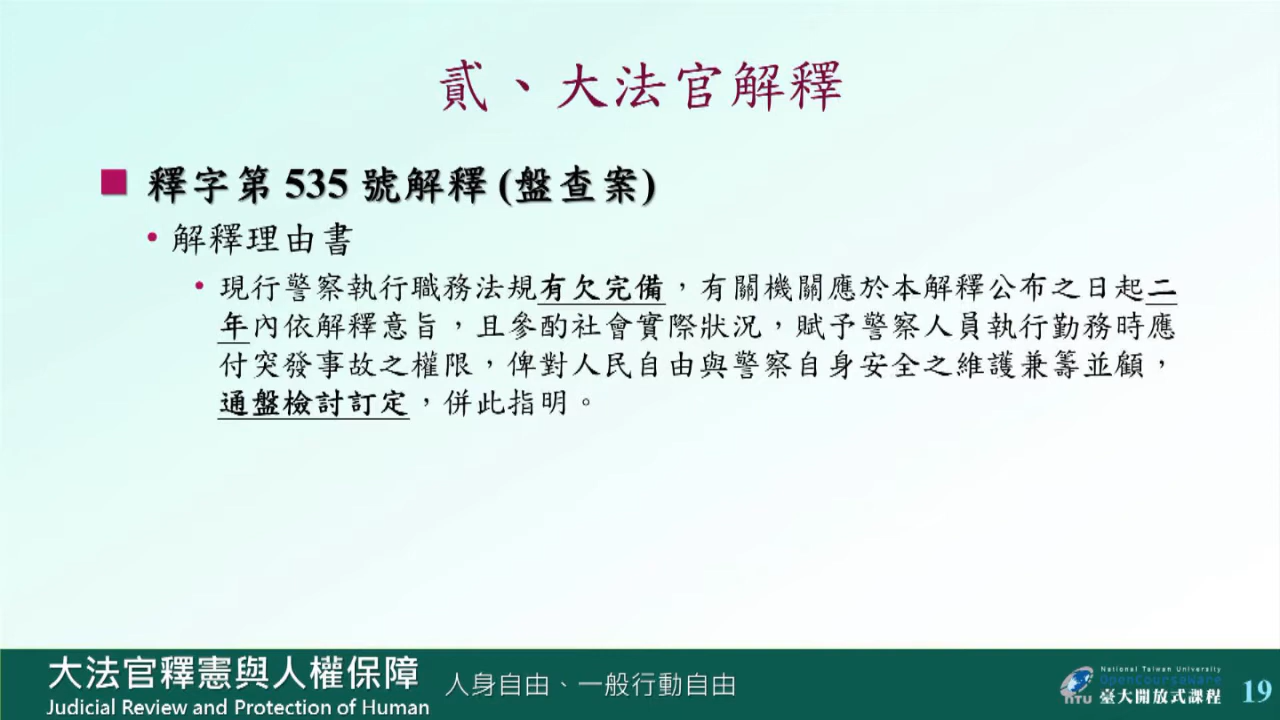 貳、大法官解釋
■ 釋字第 535 號解釋 (盤查案)
• 解釋理由書
• 現行警察執行職務法規有欠完備，有關機關應於本解釋公布之日起二
年內依解釋意旨，且參酌社會實際狀況，賦予警察人員執行勤務時應
付突發事故之權限，俾對人民自由與警察自身安全之維護兼籌並顧，
通盤檢討訂定，併此指明。
大法官釋憲與人權保障 人身自由、一般行動自由
Judicial Review and Protection of Human
National Taiwan University
OpenCourseWare
NTU 臺大開放式課程
19